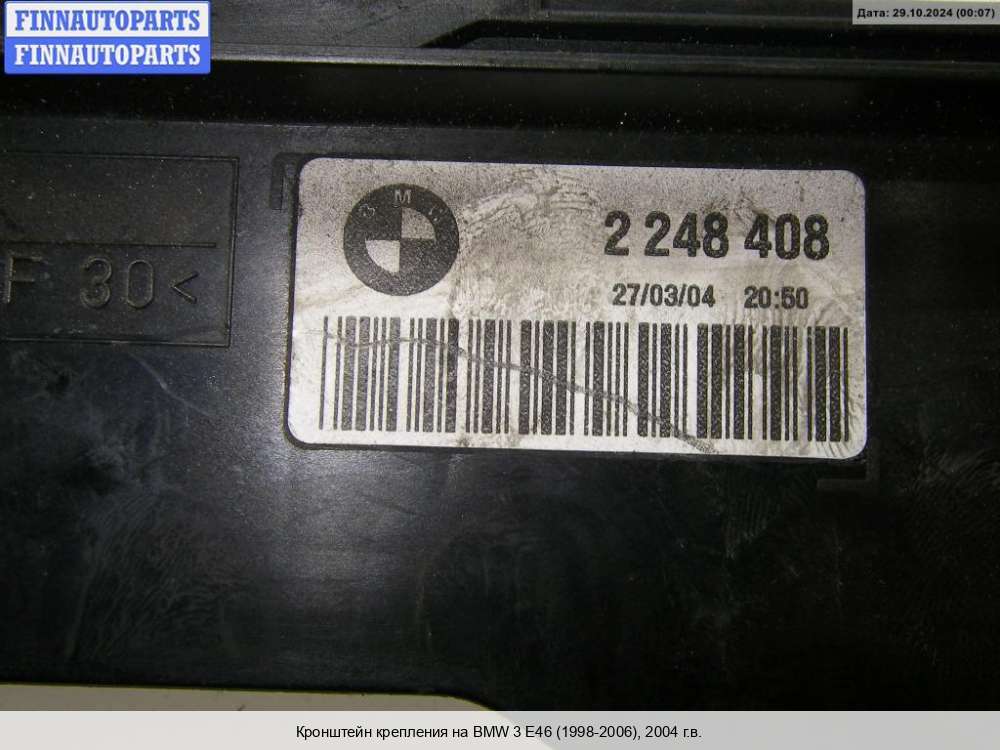 FINNAUTOPARTS
FINNAUTOPARTS
Дата: 29.10.2024 (00:07)
BMW
2 248 408
27/03/04 20:50
F 30<
Кронштейн крепления на BMW 3 E46 (1998-2006), 2004 г.в.